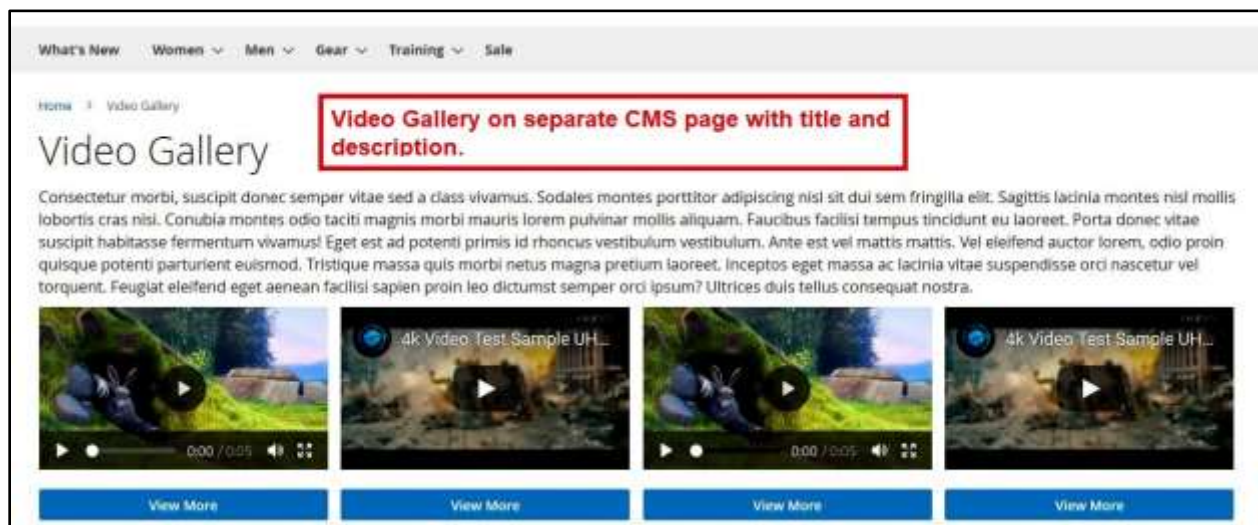 What's New Women Men Gear Training Sale
Home Video Gallery
Video Gallery on separate CMS page with title and
description.
Video Gallery
Consectetur morbi, suscipit donec semper vitae sed a class vivamus. Sodales montes porttitor adipiscing nisl sit dui sem fringilla elit. Sagittis lacinia montes nisl mollis
lobortis cras nisi. Conubia montes odio taciti magnis morbi mauris lorem pulvinar mollis aliquam. Faucibus facilisi tempus tincidunt eu laoreet. Porta donec vitae
suscipit habitasse fermentum vivamus! Eget est ad potenti primis id rhoncus vestibulum vestibulum. Ante est vel mattis mattis. Vel eleifend auctor lorem, odio proin
quisque potenti parturient euismod. Tristique massa quis morbi netus magna pretium laoreet. Inceptos eget massa ac lacinia vitae suspendisse orci nascetur vel
torquent. Feugiat eleifend eget aenean facilisi sapien proin leo dictumst semper orci ipsum? Ultrices duis tellus consequat nostra.
4k Video Test Sample UH... 4k Video Test Sample UH...
0:00 / 0:05 0:00 / 0:05
View More View More View More View More